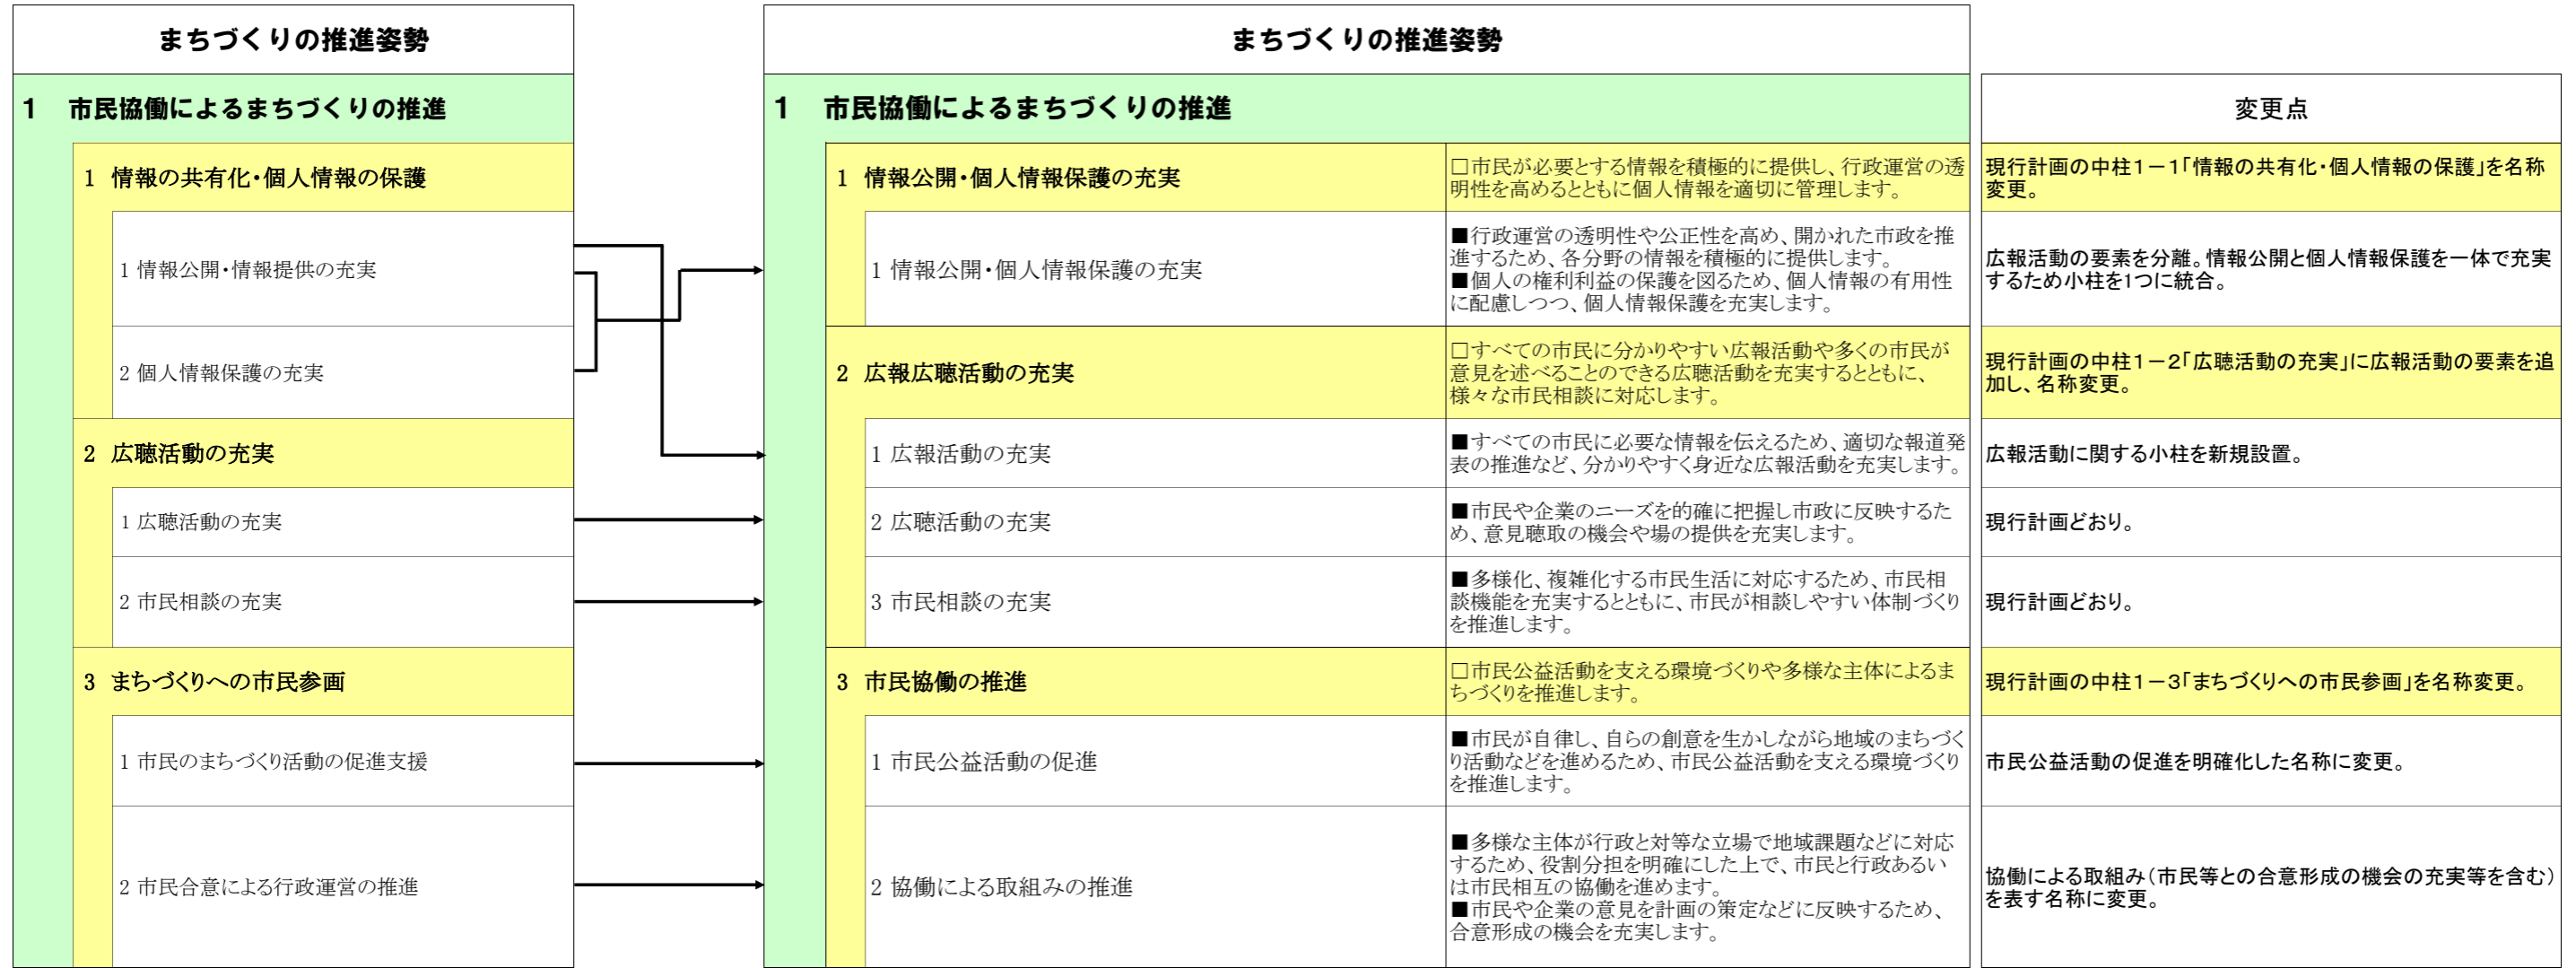 まちづくりの推進姿勢
1 市民協働によるまちづくりの推進
1 情報の共有化・個人情報の保護
1 情報公開・情報提供の充実
2 個人情報保護の充実
2 広聴活動の充実
1 広聴活動の充実
2 市民相談の充実
3 まちづくりへの市民参画
1 市民のまちづくり活動の促進支援
2 市民合意による行政運営の推進
まちづくりの推進姿勢
1 市民協働によるまちづくりの推進
変更点
1 情報公開・個人情報保護の充実
□市民が必要とする情報を積極的に提供し、行政運営の透
明性を高めるとともに個人情報を適切に管理します。
現行計画の中柱1－1「情報の共有化・個人情報の保護」を名称
変更。
1 情報公開・個人情報保護の充実
■行政運営の透明性や公正性を高め、開かれた市政を推
進するため、各分野の情報を積極的に提供します。
■個人の権利利益の保護を図るため、個人情報の有用性
に配慮しつつ、個人情報保護を充実します。
広報活動の要素を分離。情報公開と個人情報保護を一体で充実
するため小柱を1つに統合。
2 広報広聴活動の充実
□すべての市民に分かりやすい広報活動や多くの市民が
意見を述べることのできる広聴活動を充実するとともに、
様々な市民相談に対応します。
現行計画の中柱1－2「広聴活動の充実」に広報活動の要素を追
加し、名称変更。
1 広報活動の充実
■すべての市民に必要な情報を伝えるため、適切な報道発
表の推進など、分かりやすく身近な広報活動を充実します。
広報活動に関する小柱を新規設置。
2 広聴活動の充実
■市民や企業のニーズを的確に把握し市政に反映するた
め、意見聴取の機会や場の提供を充実します。
現行計画どおり。
3 市民相談の充実
■多様化、複雑化する市民生活に対応するため、市民相
談機能を充実するとともに、市民が相談しやすい体制づくり
を推進します。
現行計画どおり。
3 市民協働の推進
□市民公益活動を支える環境づくりや多様な主体によるま
ちづくりを推進します。
現行計画の中柱1－3「まちづくりへの市民参画」を名称変更。
1 市民公益活動の促進
■市民が自律し、自らの創意を生かしながら地域のまちづく
り活動などを進めるため、市民公益活動を支える環境づくり
を推進します。
市民公益活動の促進を明確化した名称に変更。
2 協働による取組みの推進
■多様な主体が行政と対等な立場で地域課題などに対応
するため、役割分担を明確にした上で、市民と行政あるい
は市民相互の協働を進めます。
■市民や企業の意見を計画の策定などに反映するため、
合意形成の機会を充実します。
協働による取組み（市民等との合意形成の機会の充実等を含む）
を表す名称に変更。